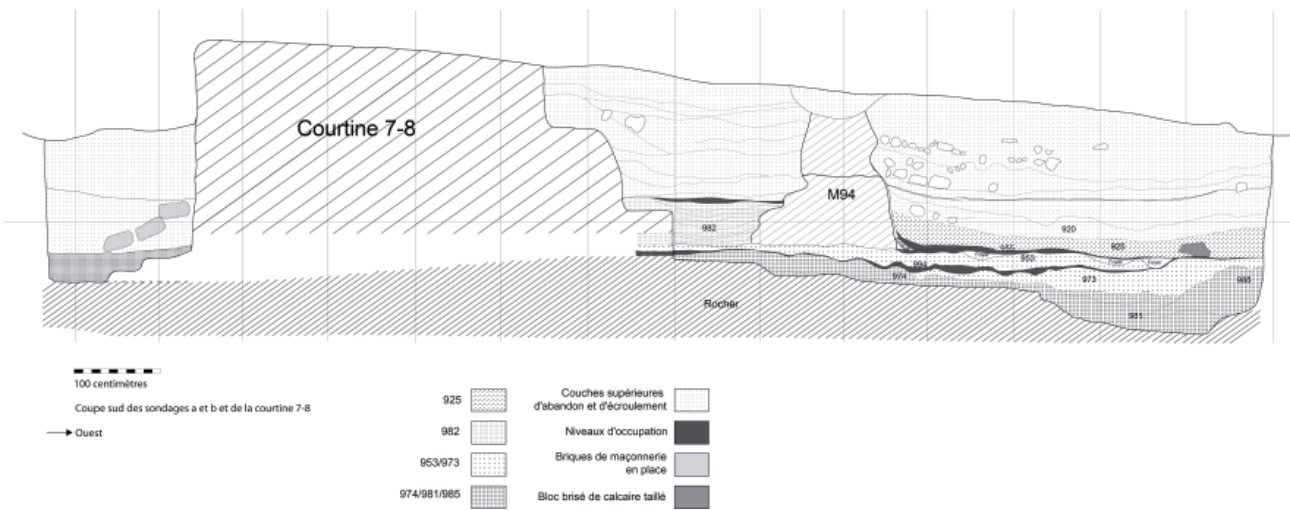 Courtine 7-8
M94
982
920
955
925
953
994
974
973
985
981
Rocher
100 centimètres
Coupe sud des sondages a et b et de la courtine 7-8
Ouest
925
982
953/973
974/981/985
Couches supérieures
d'abandon et d'écroulement
Niveaux d'occupation
Briques de maçonnerie
en place
Bloc brisé de calcaire taillé